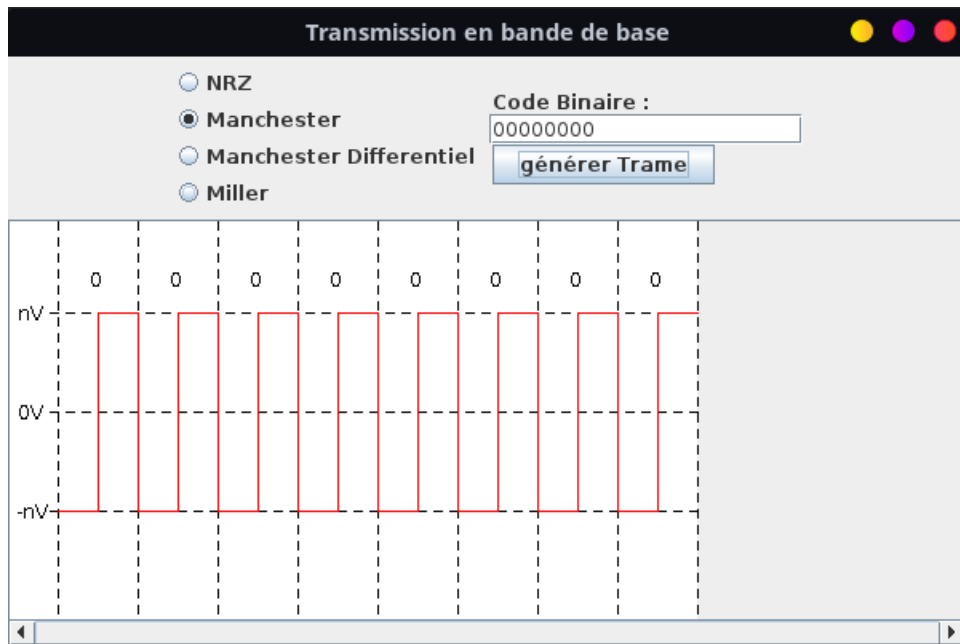 Transmission en bande de base
NRZ
Manchester
Manchester Differentiel
Miller
Code Binaire :
00000000
générer Trame
0 0 0 0 0 0 0 0
nV
0V
-nV